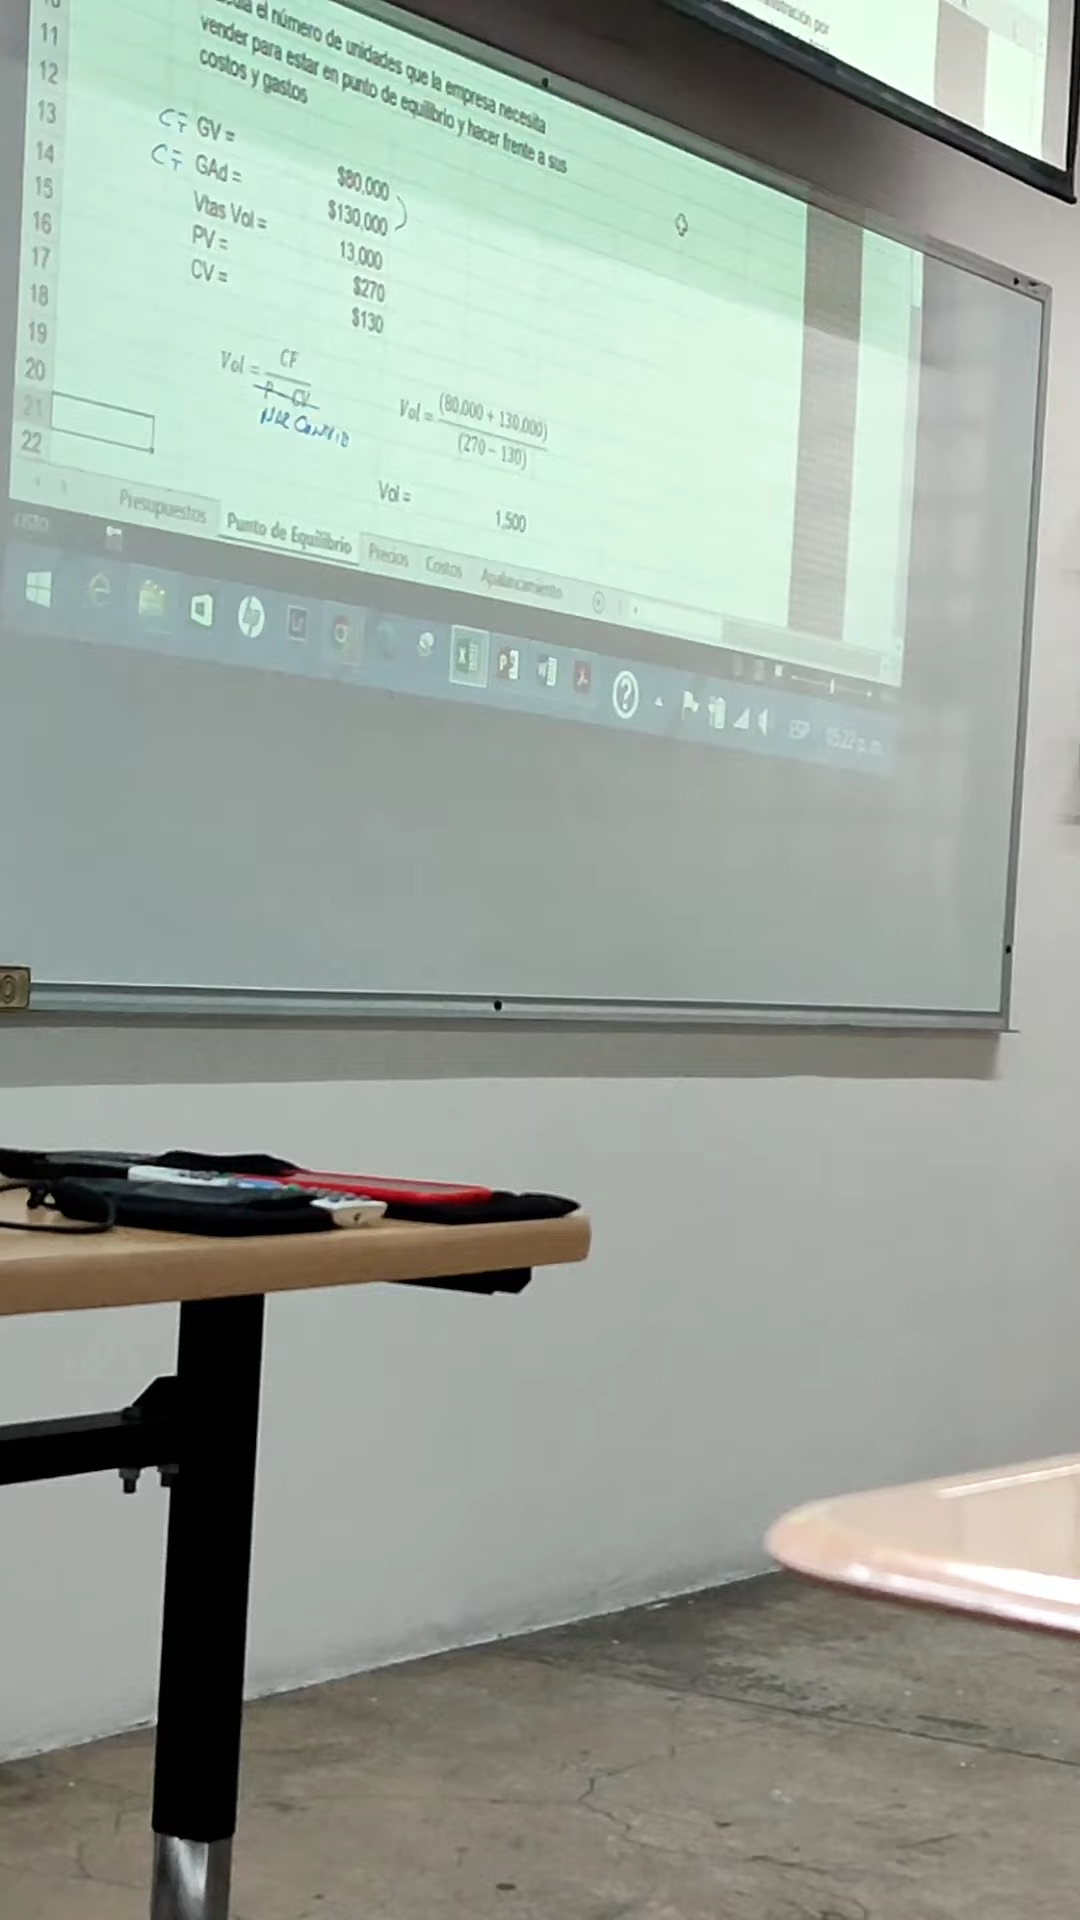 el número de unidades que la empresa necesita
vender para estar en punto de equilibrio y hacer frente a sus
costos y gastos
11
12
13
14
15
16
17
18
19
20
21
22
CF GV =
$80,000
CF GAd =
$130,000
Vtas Vol =
13,000
PV =
$270
CV =
$130
Vol = CF
P - CV
Vol = (80,000 + 130,000)
(270 - 130)
Vol =
1,500
Presupuestos Punto de Equilibrio Precios Costos Apalancamiento
ESP 05:22 p. m.
por